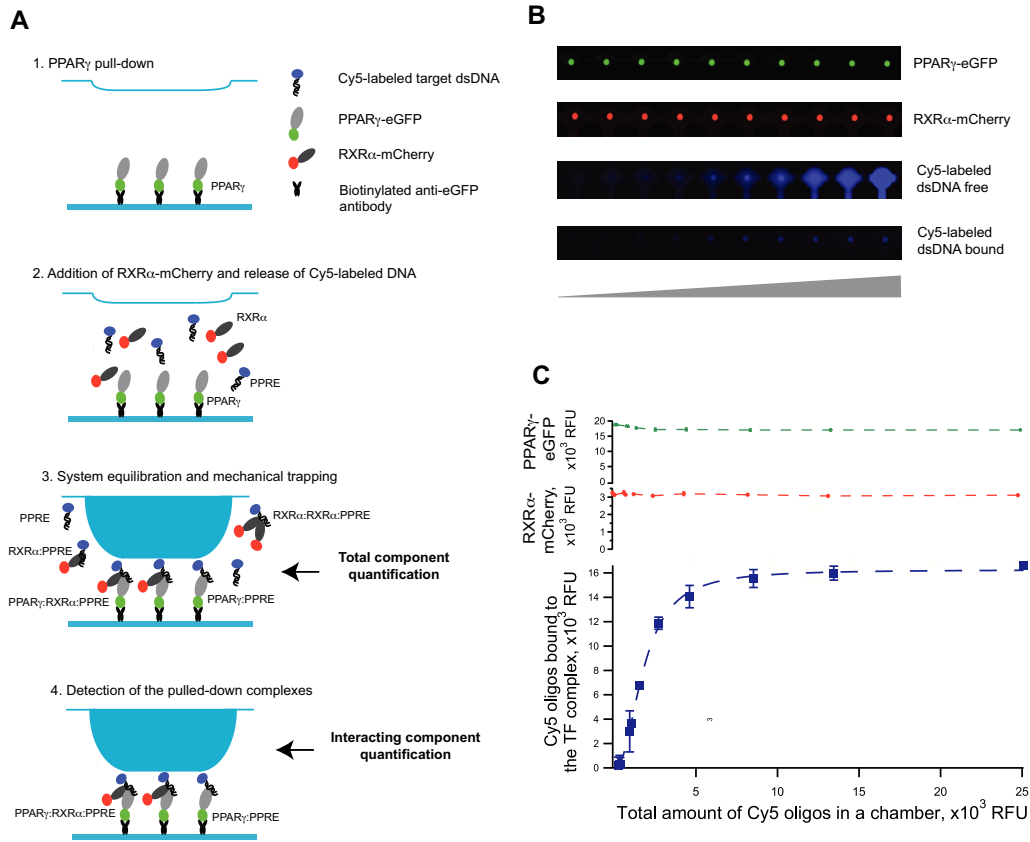 A
1. PPARγ pull-down
Cy5-labeled target dsDNA
PPARγ-eGFP
RXRα-mCherry
Biotinylated anti-eGFP
antibody
PPARγ
2. Addition of RXRα-mCherry and release of Cy5-labeled DNA
RXRα
PPRE
PPARγ
3. System equilibration and mechanical trapping
PPRE
RXRα:RXRα:PPRE
RXRα:PPRE
PPARγ:RXRα:PPRE
PPARγ:PPRE
Total component
quantification
4. Detection of the pulled-down complexes
Interacting component
quantification
PPARγ:RXRα:PPRE
PPARγ:PPRE
B
PPARγ-eGFP
RXRα-mCherry
Cy5-labeled
dsDNA free
Cy5-labeled
dsDNA bound
C
PPARγ-
eGFP
x10³ RFU
20
15
10
5
0
RXRα-
mCherry,
x10³ RFU
3
2
1
0
Cy5 oligos bound to
the TF complex, x10³ RFU
16
14
12
10
8
6
4
2
0
3
5
10
15
20
25
Total amount of Cy5 oligos in a chamber, x10³ RFU